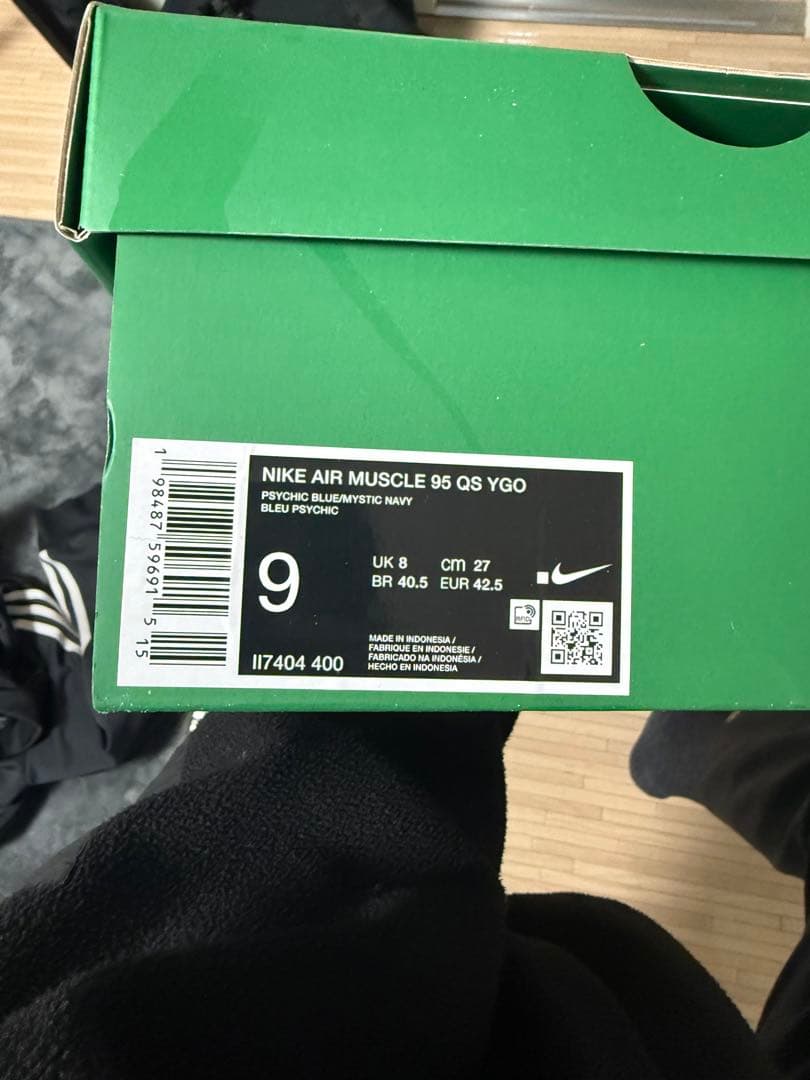 NIKE AIR MUSCLE 95 QS YGO
PSYCHIC BLUE/MYSTIC NAVY
BLEU PSYCHIC
9
UK 8 cm 27
BR 40.5 EUR 42.5
MADE IN INDONESIA /
FABRIQUE EN INDONESIE /
FABRICADO NA INDONÉSIA /
HECHO EN INDONESIA
II7404 400
RFID
1 98487 59691 5 15